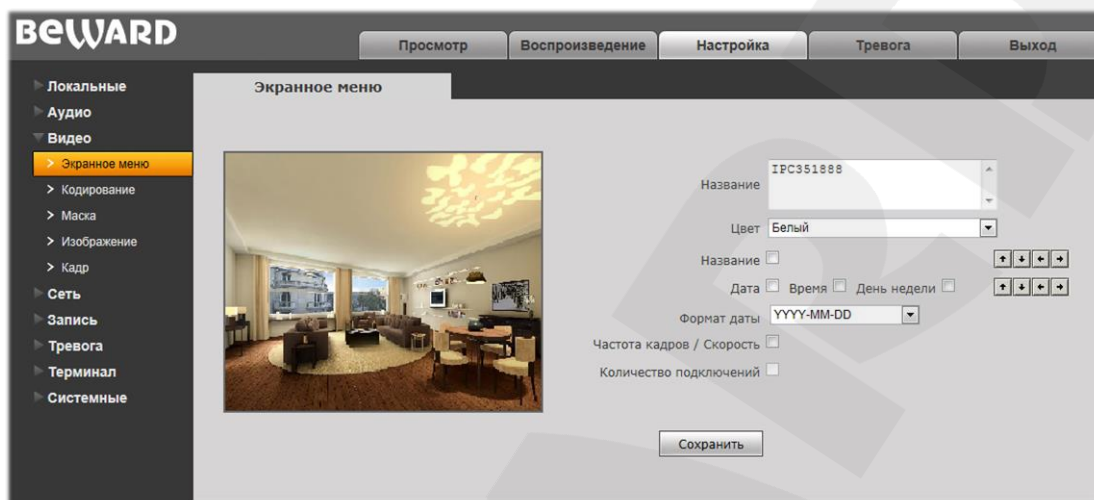 BEWARD
Просмотр Воспроизведение Настройка Тревога Выход
Локальные
Аудио
Видео
Экранное меню
Кодирование
Маска
Изображение
Кадр
Сеть
Запись
Тревога
Терминал
Системные
Экранное меню
Название IPC351888
Цвет Белый
Название
Дата Время День недели
Формат даты YYYY-MM-DD
Частота кадров / Скорость
Количество подключений
Сохранить